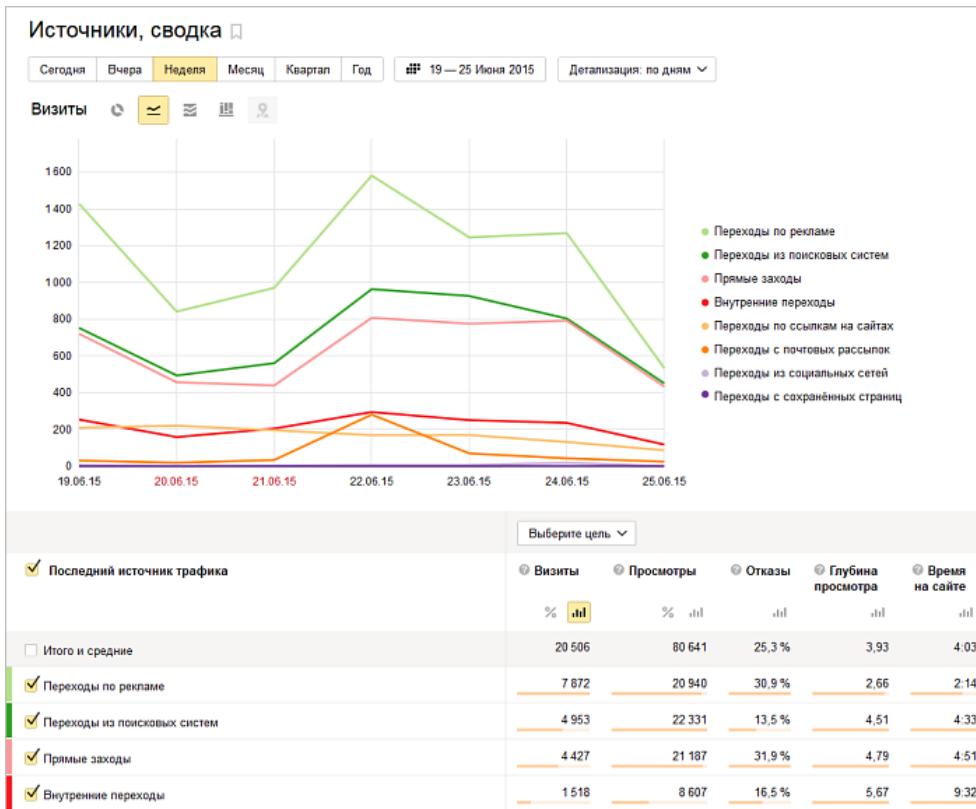 Источники, сводка
Сегодня Вчера Неделя Месяц Квартал Год 19 — 25 Июня 2015 Детализация: по дням
Визиты
1 600
1 400
1 200
1 000
800
600
400
200
0
19.06.15 20.06.15 21.06.15 22.06.15 23.06.15 24.06.15 25.06.15
Переходы по рекламе
Переходы из поисковых систем
Прямые заходы
Внутренние переходы
Переходы по ссылкам на сайтах
Переходы с почтовых рассылок
Переходы из социальных сетей
Переходы с сохранённых страниц
Выберите цель
Последний источник трафика ? Визиты ? Просмотры ? Отказы ? Глубина просмотра ? Время на сайте
% %
Итого и средние 20 506 80 641 25,3 % 3,93 4:03
Переходы по рекламе 7 872 20 940 30,9 % 2,66 2:14
Переходы из поисковых систем 4 953 22 331 13,5 % 4,51 4:33
Прямые заходы 4 427 21 187 31,9 % 4,79 4:51
Внутренние переходы 1 518 8 607 16,5 % 5,67 9:32